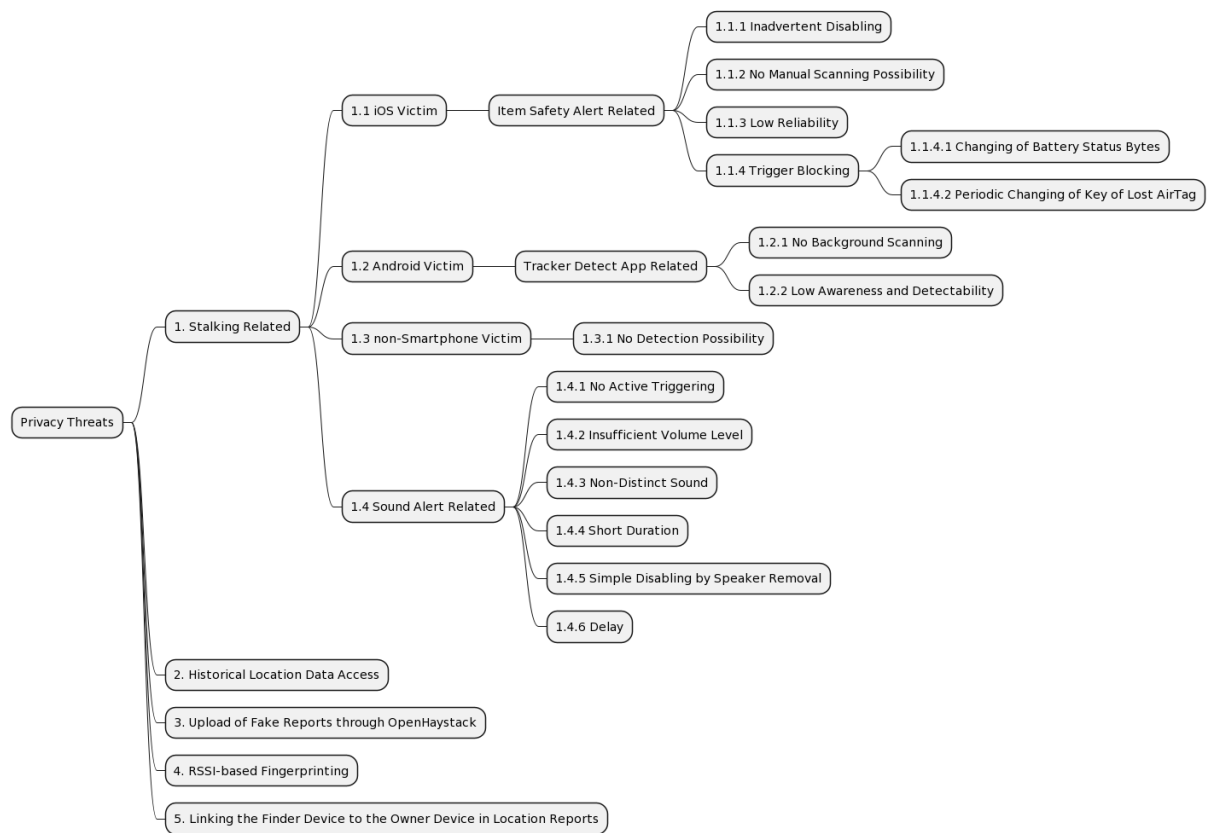 Privacy Threats
1. Stalking Related
1.1 iOS Victim
Item Safety Alert Related
1.1.1 Inadvertent Disabling
1.1.2 No Manual Scanning Possibility
1.1.3 Low Reliability
1.1.4 Trigger Blocking
1.1.4.1 Changing of Battery Status Bytes
1.1.4.2 Periodic Changing of Key of Lost AirTag
1.2 Android Victim
Tracker Detect App Related
1.2.1 No Background Scanning
1.2.2 Low Awareness and Detectability
1.3 non-Smartphone Victim
1.3.1 No Detection Possibility
1.4 Sound Alert Related
1.4.1 No Active Triggering
1.4.2 Insufficient Volume Level
1.4.3 Non-Distinct Sound
1.4.4 Short Duration
1.4.5 Simple Disabling by Speaker Removal
1.4.6 Delay
2. Historical Location Data Access
3. Upload of Fake Reports through OpenHaystack
4. RSSI-based Fingerprinting
5. Linking the Finder Device to the Owner Device in Location Reports